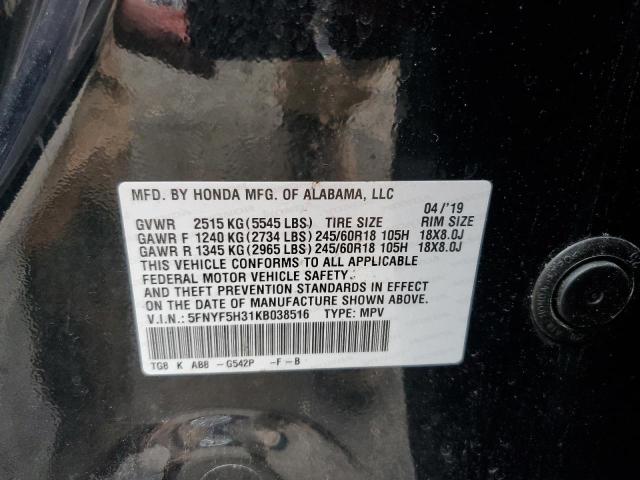 MFD. BY HONDA MFG. OF ALABAMA, LLC 04/'19
GVWR 2515 KG (5545 LBS) TIRE SIZE RIM SIZE
GAWR F 1240 KG (2734 LBS) 245/60R18 105H 18X8.0J
GAWR R 1345 KG (2965 LBS) 245/60R18 105H 18X8.0J
THIS VEHICLE CONFORMS TO ALL APPLICABLE
FEDERAL MOTOR VEHICLE SAFETY
AND THEFT PREVENTION STANDARDS IN EFFECT
ON THE DATE OF MANUFACTURE SHOWN ABOVE.
V.I.N.: 5FNYF5H31KB038516 TYPE: MPV
TG8 K ABB - G542P -F-B